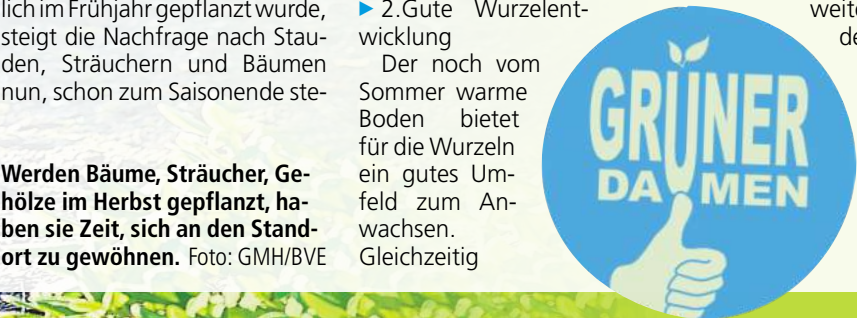 lich im Frühjahr gepflanzt wurde,
steigt die Nachfrage nach Stau-
den, Sträuchern und Bäumen
nun, schon zum Saisonende ste-
Werden Bäume, Sträucher, Ge-
hölze im Herbst gepflanzt, ha-
ben sie Zeit, sich an den Stand-
ort zu gewöhnen. Foto: GMH/BVE
▶ 2.Gute Wurzelent-
wicklung
Der noch vom
Sommer warme
Boden bietet
für die Wurzeln
ein gutes Um-
feld zum An-
wachsen.
Gleichzeitig
GRÜNER
DAUMEN